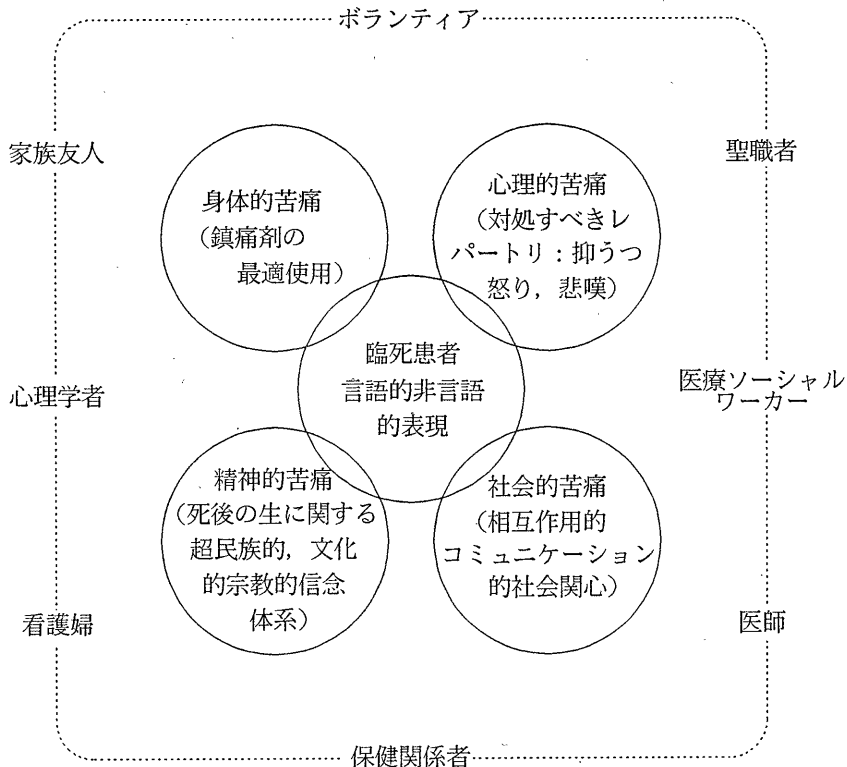 ボランティア
家族友人
聖職者
身体的苦痛
(鎮痛剤の
最適使用)
心理的苦痛
(対処すべきレ
パートリ:抑うつ
怒り,悲嘆)
臨死患者
言語的非言語
的表現
心理学者
医療ソーシャル
ワーカー
精神的苦痛
(死後の生に関する
超民族的,文化
的宗教的信念
体系)
社会的苦痛
(相互作用的
コミュニケーション
的社会関心)
看護婦
医師
保健関係者